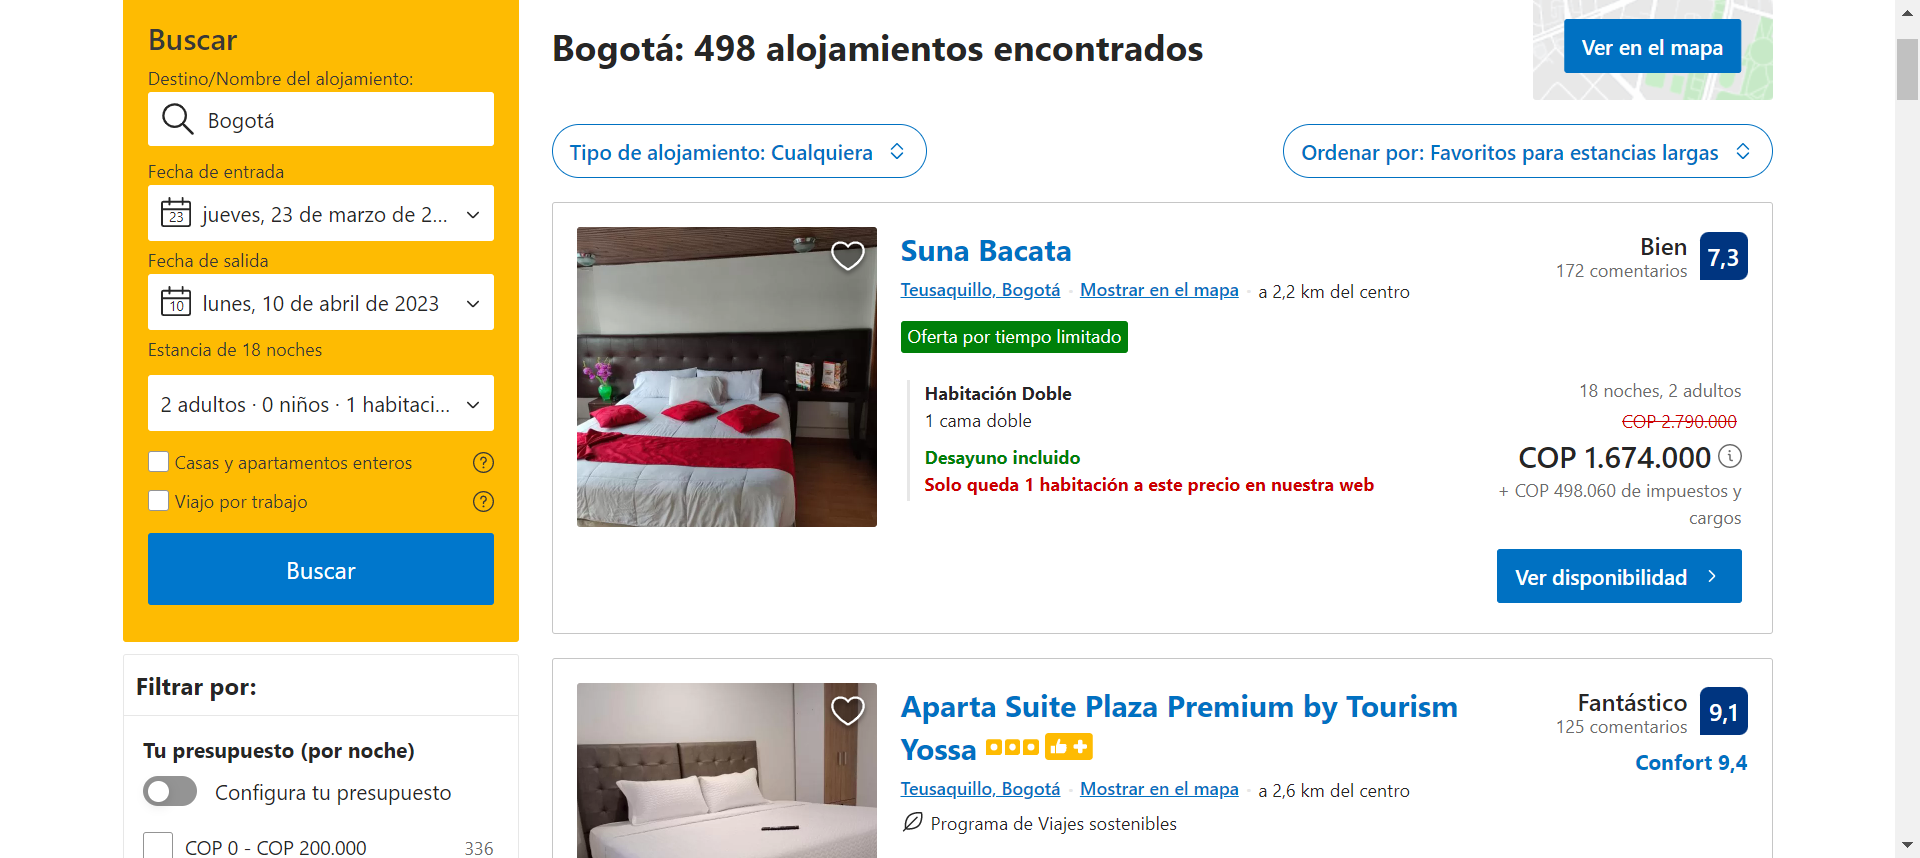 Buscar
Destino/Nombre del alojamiento:
Bogotá
Fecha de entrada
23
jueves, 23 de marzo de 2...
Fecha de salida
10
lunes, 10 de abril de 2023
Estancia de 18 noches
2 adultos · 0 niños · 1 habitaci...
Casas y apartamentos enteros
Viajo por trabajo
Buscar
Filtrar por:
Tu presupuesto (por noche)
Configura tu presupuesto
COP 0 - COP 200.000 336
Bogotá: 498 alojamientos encontrados
Ver en el mapa
Tipo de alojamiento: Cualquiera
Ordenar por: Favoritos para estancias largas
Suna Bacata
Bien
172 comentarios
7,3
Teusaquillo, Bogotá · Mostrar en el mapa · a 2,2 km del centro
Oferta por tiempo limitado
Habitación Doble
1 cama doble
Desayuno incluido
Solo queda 1 habitación a este precio en nuestra web
18 noches, 2 adultos
COP 2.790.000
COP 1.674.000
+ COP 498.060 de impuestos y
cargos
Ver disponibilidad
Aparta Suite Plaza Premium by Tourism
Yossa
Fantástico
125 comentarios
9,1
Confort 9,4
Teusaquillo, Bogotá · Mostrar en el mapa · a 2,6 km del centro
Programa de Viajes sostenibles